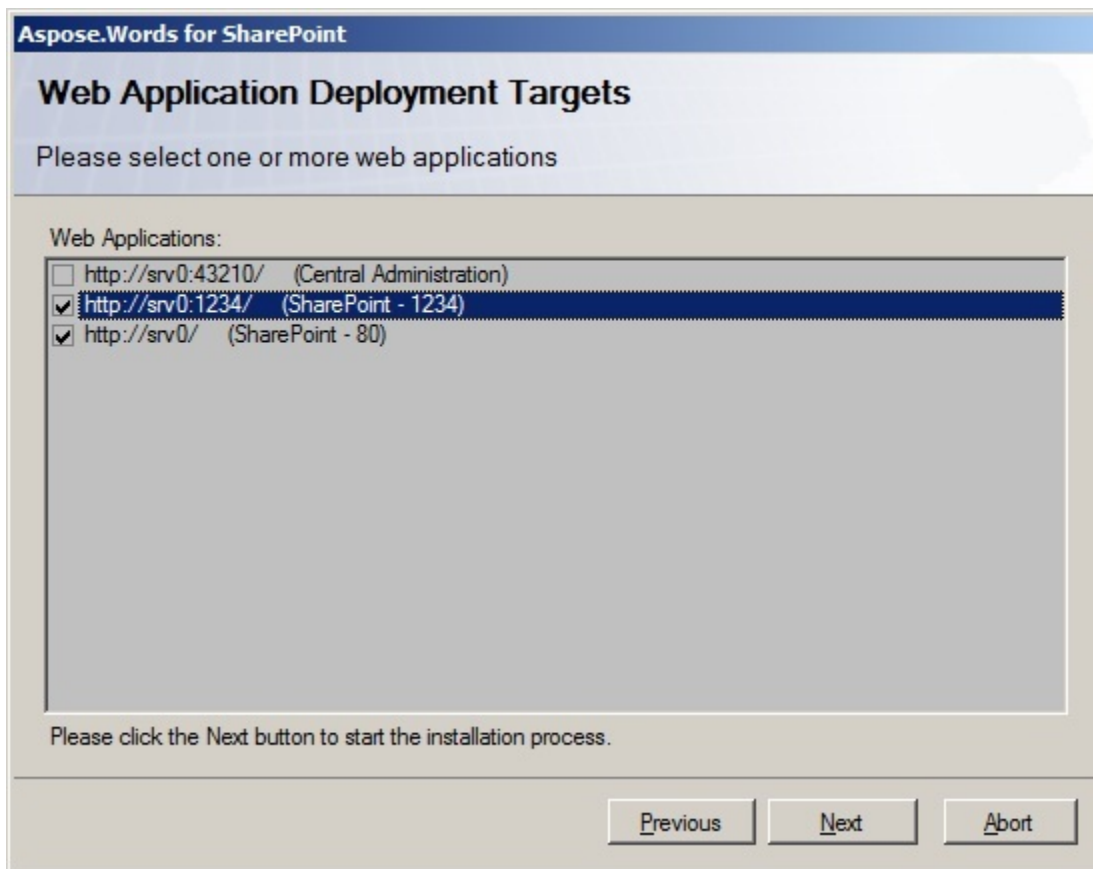 Aspose.Words for SharePoint
Web Application Deployment Targets
Please select one or more web applications
Web Applications:
http://srv0:43210/ (Central Administration)
http://srv0:1234/ (SharePoint - 1234)
http://srv0/ (SharePoint - 80)
Please click the Next button to start the installation process.
Previous Next Abort